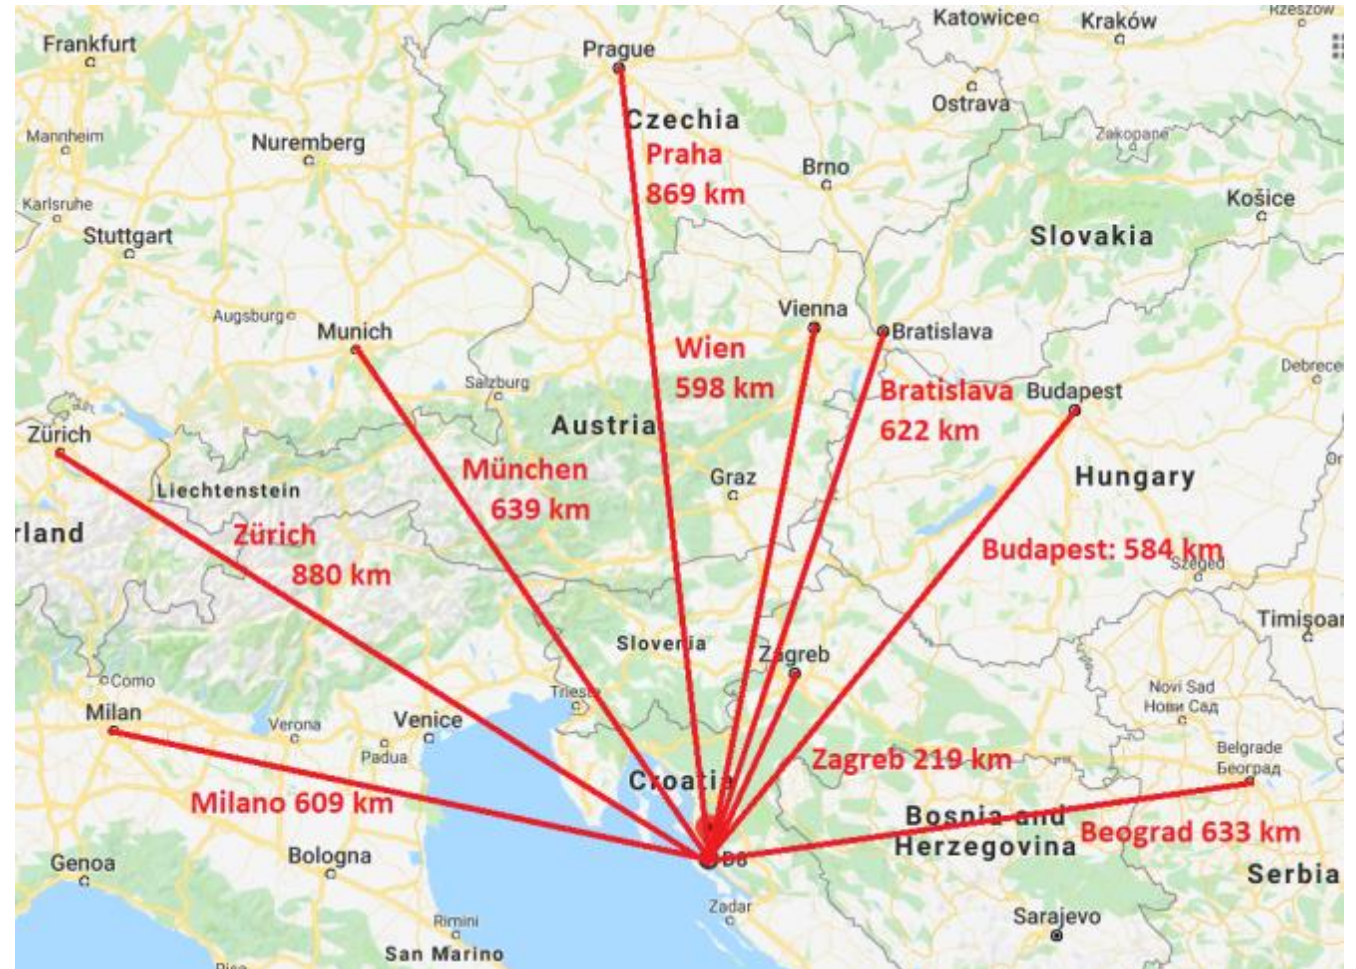 Katowice
Kraków
Rzeszów
Frankfurt
Prague
Ostrava
Czechia
Mannheim
Nuremberg
Praha
869 km
Brno
Zakopane
Karlsruhe
Košice
Stuttgart
Slovakia
Augsburg
Munich
Vienna
Bratislava
Wien
598 km
Salzburg
Bratislava
622 km
Budapest
Debrece
Zürich
Austria
München
639 km
Graz
Hungary
Liechtenstein
rland
Zürich
880 km
Budapest: 584 km
Szeged
Timișoar
Slovenia
Zagreb
Como
Trieste
Milan
Verona
Venice
Padua
Novi Sad
Нови Сад
Zagreb 219 km
Belgrade
Београд
Croatia
Milano 609 km
Bosnia and
Herzegovina
Beograd 633 km
D8
Genoa
Bologna
Serbia
Zadar
Rimini
Sarajevo
San Marino